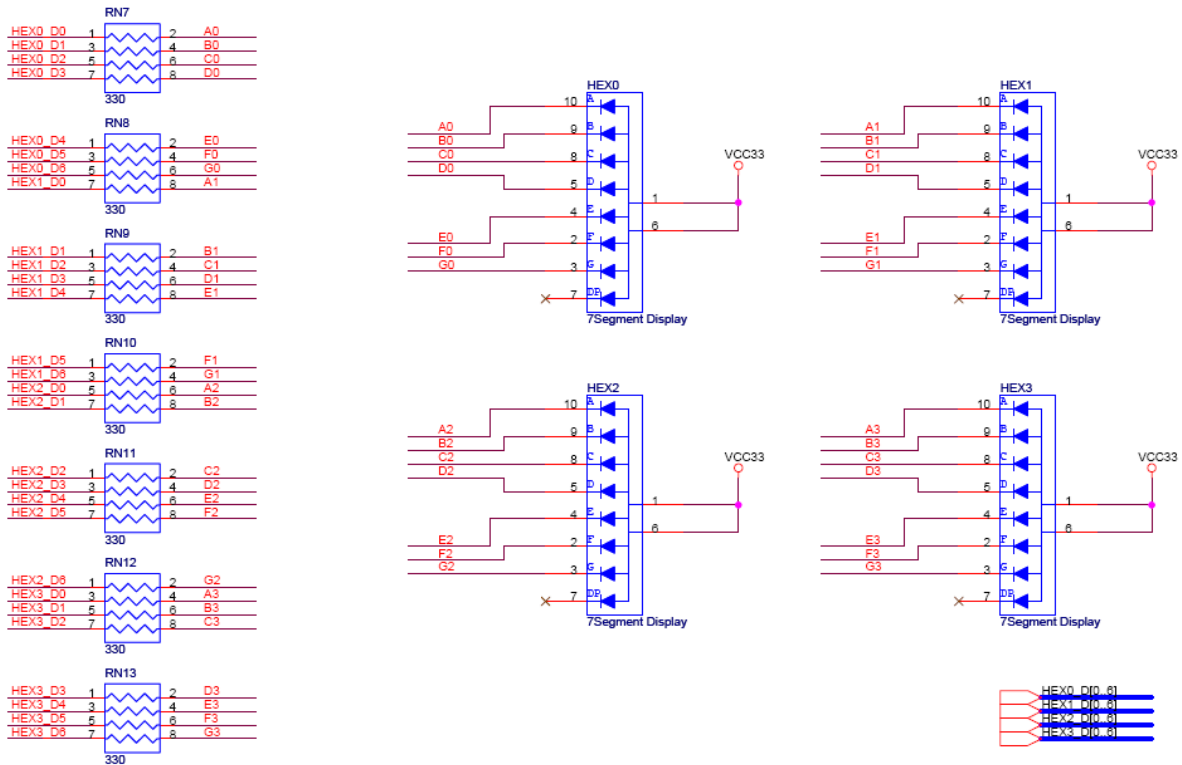 RN7
HEX0_D0 1 2 A0
HEX0_D1 3 4 B0
HEX0_D2 5 6 C0
HEX0_D3 7 8 D0
330
RN8
HEX0_D4 1 2 E0
HEX0_D5 3 4 F0
HEX0_D6 5 6 G0
HEX1_D0 7 8 A1
330
RN9
HEX1_D1 1 2 B1
HEX1_D2 3 4 C1
HEX1_D3 5 6 D1
HEX1_D4 7 8 E1
330
RN10
HEX1_D5 1 2 F1
HEX1_D6 3 4 G1
HEX2_D0 5 6 A2
HEX2_D1 7 8 B2
330
RN11
HEX2_D2 1 2 C2
HEX2_D3 3 4 D2
HEX2_D4 5 6 E2
HEX2_D5 7 8 F2
330
RN12
HEX2_D6 1 2 G2
HEX3_D0 3 4 A3
HEX3_D1 5 6 B3
HEX3_D2 7 8 C3
330
RN13
HEX3_D3 1 2 D3
HEX3_D4 3 4 E3
HEX3_D5 5 6 F3
HEX3_D6 7 8 G3
330
HEX0
A0 10 A
B0 9 B
C0 8 C
D0 5 D
E0 4 E
F0 2 F
G0 3 G
7 DP
1
6
VCC33
7Segment Display
HEX1
A1 10 A
B1 9 B
C1 8 C
D1 5 D
E1 4 E
F1 2 F
G1 3 G
7 DP
1
6
VCC33
7Segment Display
HEX2
A2 10 A
B2 9 B
C2 8 C
D2 5 D
E2 4 E
F2 2 F
G2 3 G
7 DP
1
6
VCC33
7Segment Display
HEX3
A3 10 A
B3 9 B
C3 8 C
D3 5 D
E3 4 E
F3 2 F
G3 3 G
7 DP
1
6
VCC33
7Segment Display
HEX0_D[0..6]
HEX1_D[0..6]
HEX2_D[0..6]
HEX3_D[0..6]